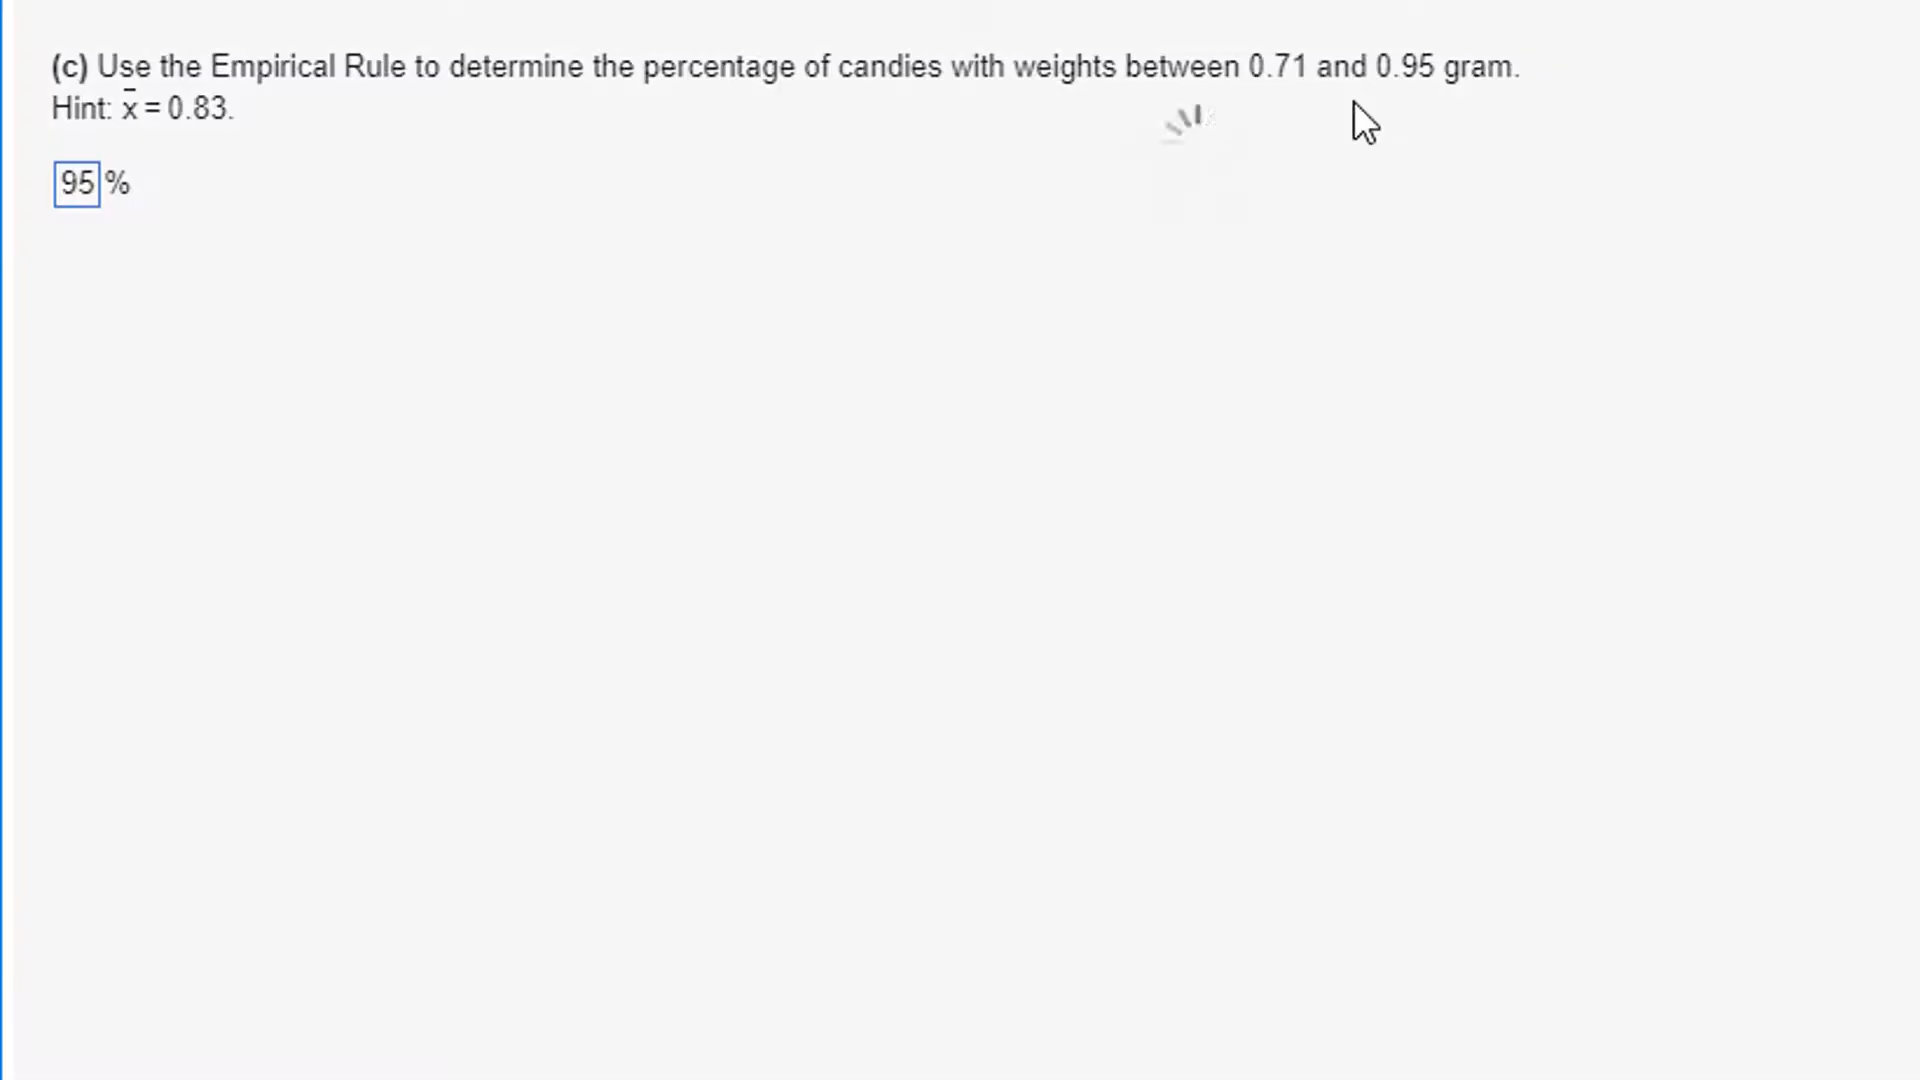 (c) Use the Empirical Rule to determine the percentage of candies with weights between 0.71 and 0.95 gram.
Hint: x̄ = 0.83.
95 %